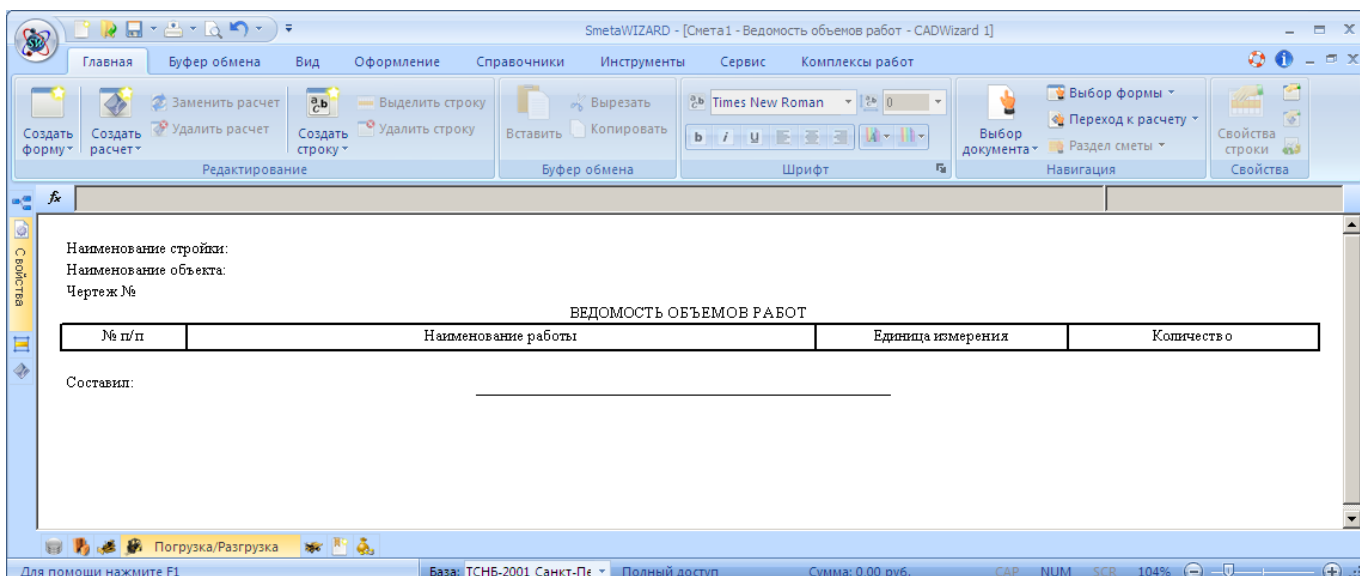 SmetaWIZARD - [Смета1 - Ведомость объемов работ - CADWizard 1]
Главная Буфер обмена Вид Оформление Справочники Инструменты Сервис Комплексы работ
Создать форму
Создать расчет
Заменить расчет
Удалить расчет
Создать строку
Выделить строку
Удалить строку
Редактирование
Вставить
Вырезать
Копировать
Буфер обмена
Times New Roman 0
b i u
Шрифт
Выбор документа
Выбор формы
Переход к расчету
Раздел сметы
Навигация
Свойства строки
Свойства
fx
Свойства
Наименование стройки:
Наименование объекта:
Чертеж №
ВЕДОМОСТЬ ОБЪЕМОВ РАБОТ
№ п/п Наименование работы Единица измерения Количество
Составил:
Погрузка/Разгрузка
Для помощи нажмите F1 База: ТСНБ-2001 Санкт-Пе Полный доступ Сумма: 0.00 руб. CAP NUM SCR 104%